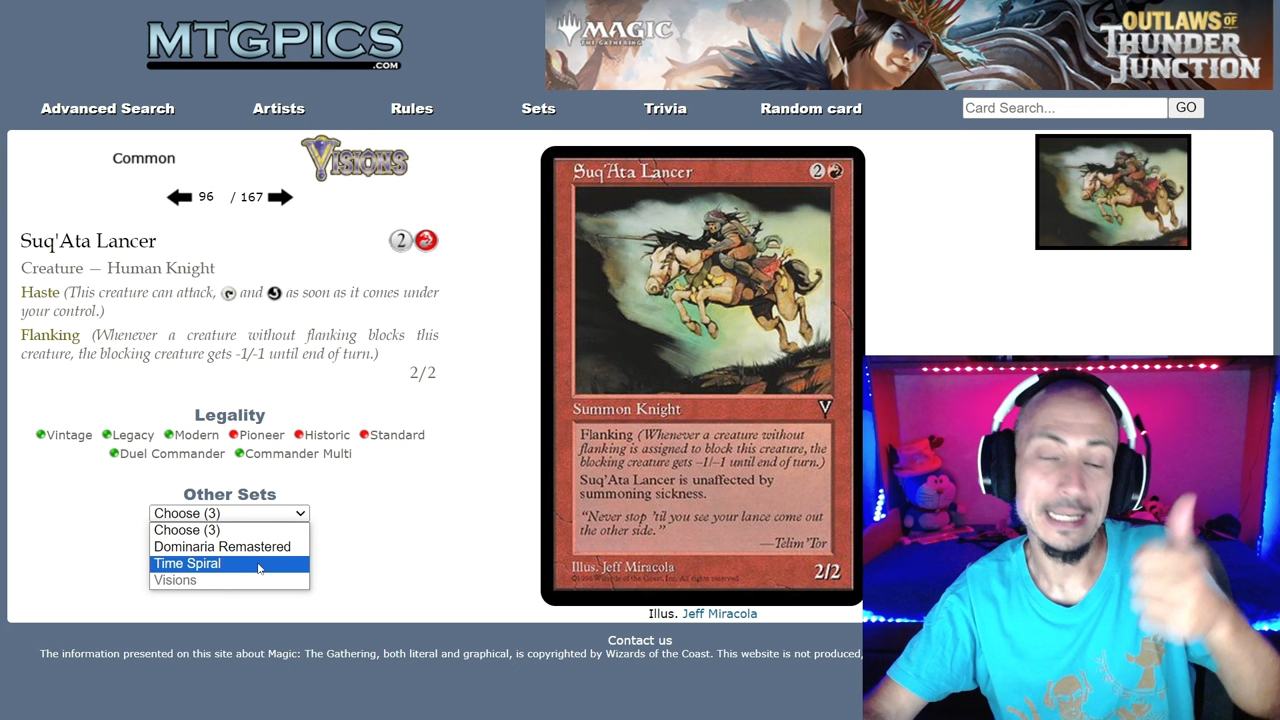 MTGPICS
.COM
MAGIC
THE GATHERING
OUTLAWS OF
THUNDER
JUNCTION
Advanced Search
Artists
Rules
Sets
Trivia
Random card
Card Search...
GO
Common
VISIONS
96 / 167
Suq'Ata Lancer
2
Creature — Human Knight
Haste (This creature can attack, and as soon as it comes under
your control.)
Flanking (Whenever a creature without flanking blocks this
creature, the blocking creature gets -1/-1 until end of turn.)
2/2
Legality
Vintage Legacy Modern Pioneer Historic Standard
Duel Commander Commander Multi
Other Sets
Choose (3)
Choose (3)
Dominaria Remastered
Time Spiral
Visions
Suq'Ata Lancer
2
Summon Knight
V
Flanking (Whenever a creature without
flanking is assigned to block this creature, the
blocking creature gets –1/–1 until end of turn.)
Suq'Ata Lancer is unaffected by
summoning sickness.
"Never stop 'til you see your lance come out
the other side."
—Telim'Tor
Illus. Jeff Miracola
©1996 Wizards of the Coast, Inc. All rights reserved.
2/2
Illus. Jeff Miracola
Contact us
The information presented on this site about Magic: The Gathering, both literal and graphical, is copyrighted by Wizards of the Coast. This website is not produced,